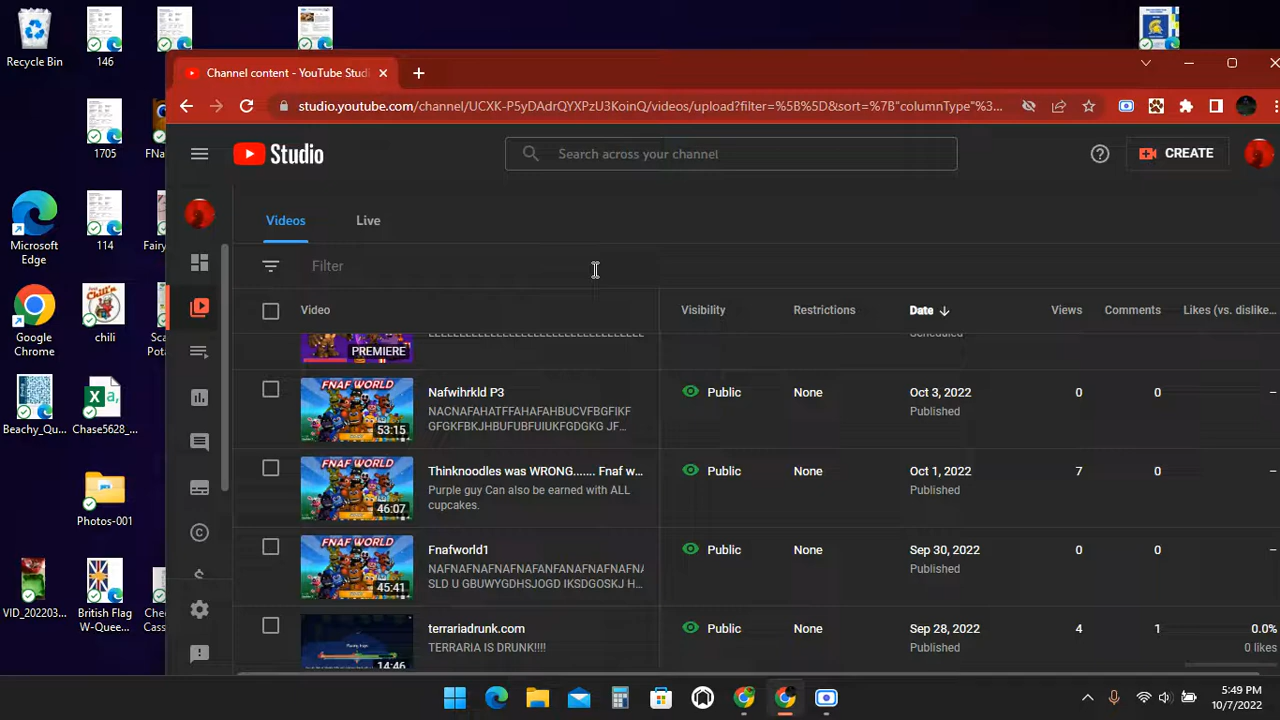 Recycle Bin
146
Channel content - YouTube Studi
studio.youtube.com/channel/UCXK-P5yDAdrQYXPzU3KoinQ/videos/upload?filter=%5B%5D&sort=%7B"columnType"%3...
Studio
Search across your channel
CREATE
1705
FNa
Videos
Live
Filter
Microsoft
Edge
114
Fairy
Video
Visibility
Restrictions
Date
Views
Comments
Likes (vs. dislike...
PREMIERE
Scheduled
Google
Chrome
chili
Sca
Pota
Nafwihrkld P3
NACNAFAHATFFAHAFAHBUCVFBGFIKF
GFGKFBKJHBUFUBFUIUKFGDGKG JF...
53:15
Public
None
Oct 3, 2022
Published
0
0
–
Beachy_Qu...
Chase5628_...
Thinknoodles was WRONG....... Fnaf w...
Purple guy Can also be earned with ALL
cupcakes.
46:07
Public
None
Oct 1, 2022
Published
7
0
–
Photos-001
Fnafworld1
NAFNAFNAFNAFNAFANFANAFNAFNAFNA
SLD U GBUWYGDHSJOGD IKSDGOSKJ H...
45:41
Public
None
Sep 30, 2022
Published
0
0
–
VID_202203...
British Flag
W-Quee...
Che
Cass
terrariadrunk.com
TERRARIA IS DRUNK!!!!
14:46
Public
None
Sep 28, 2022
Published
4
1
0.0%
0 likes
FNAF WORLD
FNAF WORLD
FNAF WORLD
5:49 PM
10/7/2022